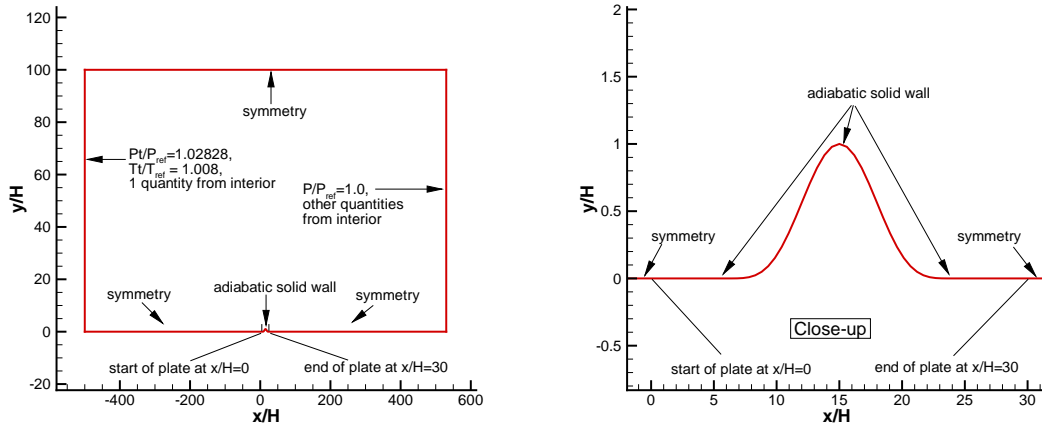 120
100
80
60
40
20
0
-20
y/H
symmetry
Pt/Pref=1.02828,
Tt/Tref = 1.008,
1 quantity from interior
P/Pref=1.0,
other quantities
from interior
symmetry
adiabatic solid wall
symmetry
start of plate at x/H=0
end of plate at x/H=30
-400
-200
0
200
400
600
x/H
2
1.5
1
0.5
0
-0.5
y/H
adiabatic solid wall
symmetry
symmetry
Close-up
start of plate at x/H=0
end of plate at x/H=30
0
5
10
15
20
25
30
x/H